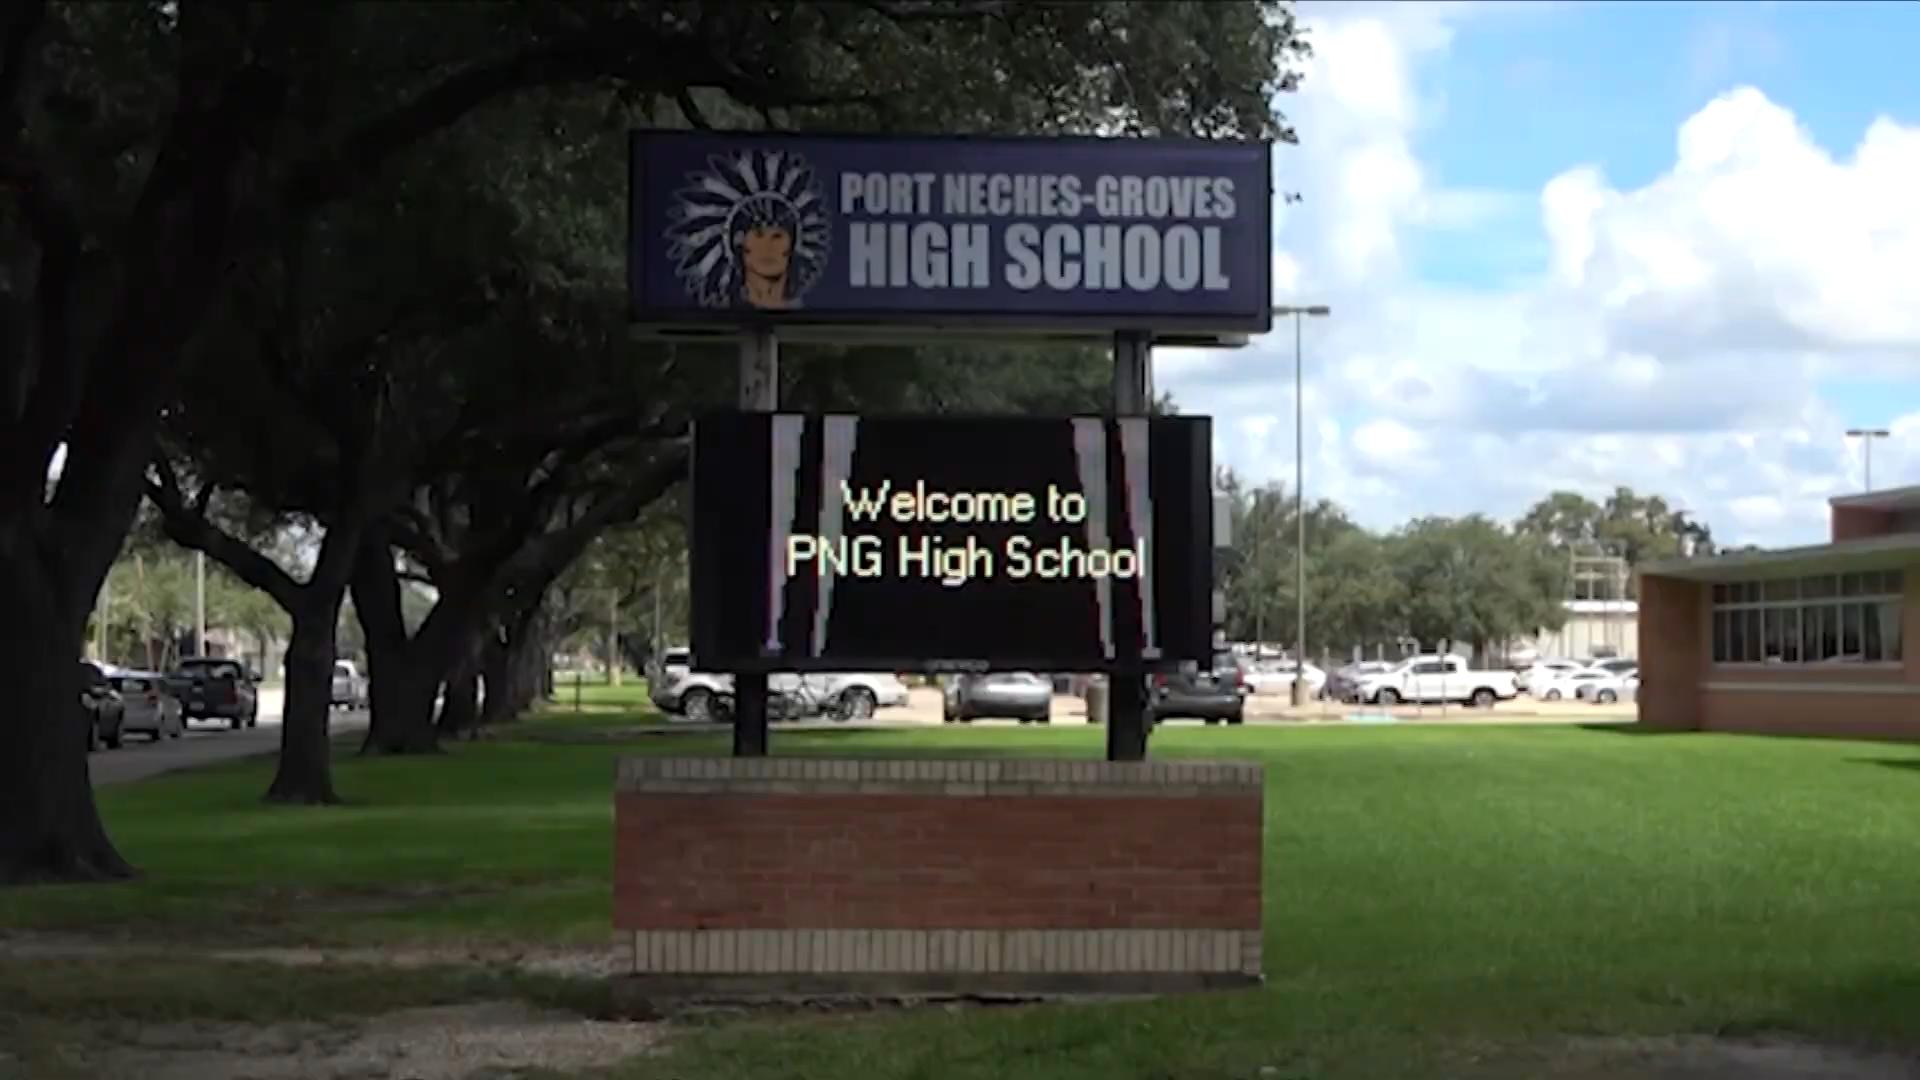 PORT NECHES-GROVES
HIGH SCHOOL
Welcome to
PNG High School